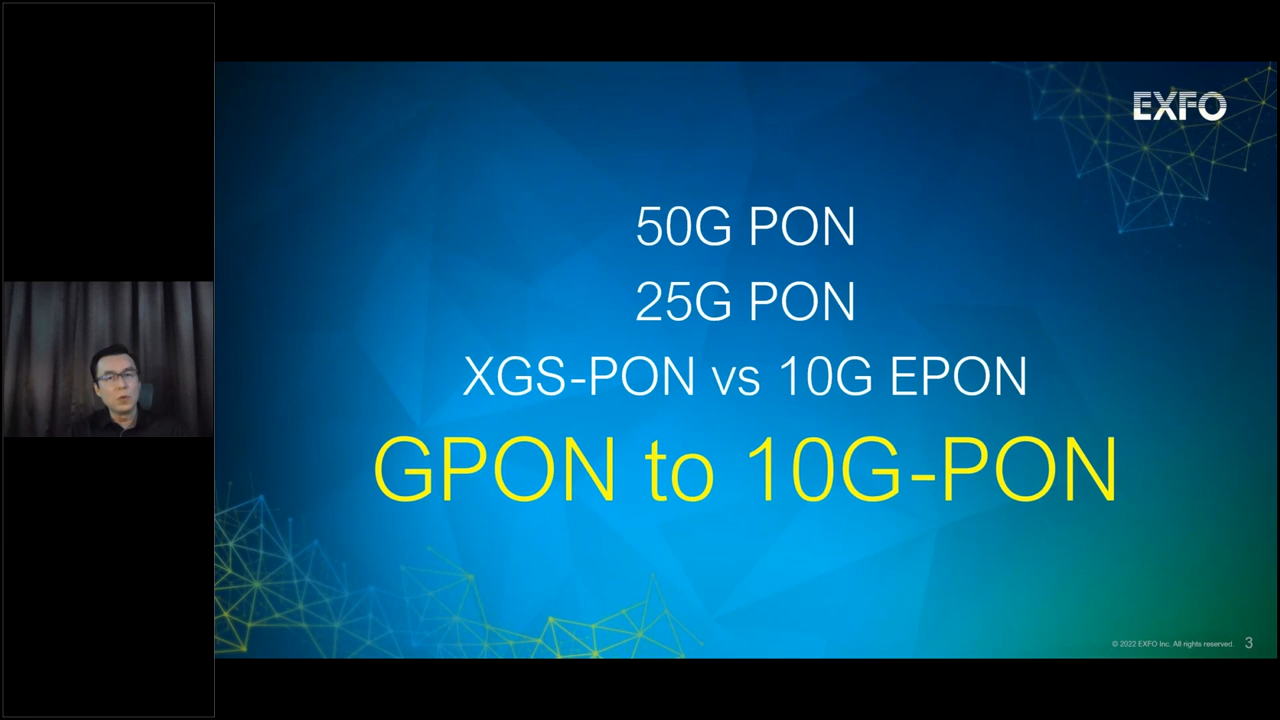 EXFO
50G PON
25G PON
XGS-PON vs 10G EPON
GPON to 10G-PON
© 2022 EXFO Inc. All rights reserved. 3